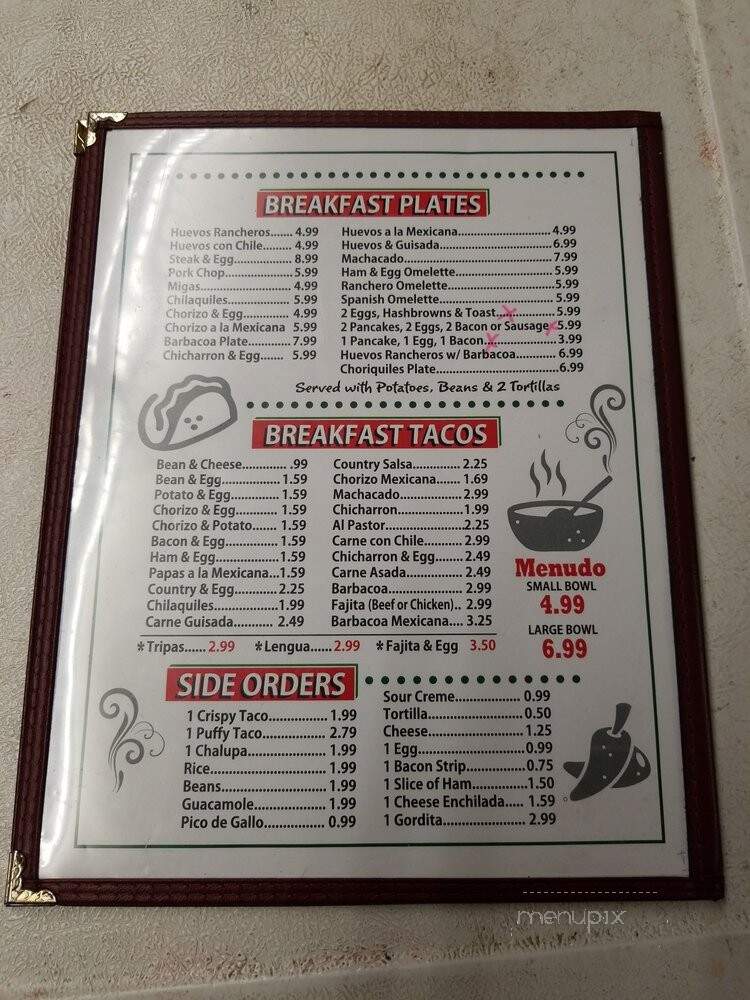 BREAKFAST PLATES
Huevos Rancheros....... 4.99
Huevos con Chile......... 4.99
Steak & Egg................ 8.99
Pork Chop.................. 5.99
Migas......................... 4.99
Chilaquiles................. 5.99
Chorizo & Egg............. 4.99
Chorizo a la Mexicana 5.99
Barbacoa Plate............ 7.99
Chicharron & Egg....... 5.99
Huevos a la Mexicana............................ 4.99
Huevos & Guisada.................................. 6.99
Machacado............................................ 7.99
Ham & Egg Omelette.............................. 5.99
Ranchero Omelette................................ 5.99
Spanish Omelette................................... 5.99
2 Eggs, Hashbrowns & Toast.................. 5.99
2 Pancakes, 2 Eggs, 2 Bacon or Sausage.. 5.99
1 Pancake, 1 Egg, 1 Bacon...................... 3.99
Huevos Rancheros w/ Barbacoa............ 6.99
Choriquiles Plate.................................... 6.99
Served with Potatoes, Beans & 2 Tortillas
BREAKFAST TACOS
Bean & Cheese............. .99
Bean & Egg................. 1.59
Potato & Egg.............. 1.59
Chorizo & Egg............ 1.59
Chorizo & Potato....... 1.59
Bacon & Egg............... 1.59
Ham & Egg................. 1.59
Papas a la Mexicana...1.59
Country & Egg............ 2.25
Chilaquiles................. 1.99
Carne Guisada........... 2.49
Country Salsa.............. 2.25
Chorizo Mexicana....... 1.69
Machacado................. 2.99
Chicharron.................. 1.99
Al Pastor..................... 2.25
Carne con Chile........... 2.99
Chicharron & Egg........ 2.49
Carne Asada................ 2.49
Barbacoa..................... 2.99
Fajita (Beef or Chicken).. 2.99
Barbacoa Mexicana.... 3.25
*Tripas...... 2.99 *Lengua...... 2.99 *Fajita & Egg 3.50
Menudo
SMALL BOWL
4.99
LARGE BOWL
6.99
SIDE ORDERS
1 Crispy Taco................. 1.99
1 Puffy Taco.................. 2.79
1 Chalupa...................... 1.99
Rice............................... 1.99
Beans............................ 1.99
Guacamole.................... 1.99
Pico de Gallo................. 0.99
Sour Creme.................. 0.99
Tortilla......................... 0.50
Cheese.......................... 1.25
1 Egg............................ 0.99
1 Bacon Strip................ 0.75
1 Slice of Ham............... 1.50
1 Cheese Enchilada..... 1.59
1 Gordita...................... 2.99
menupix